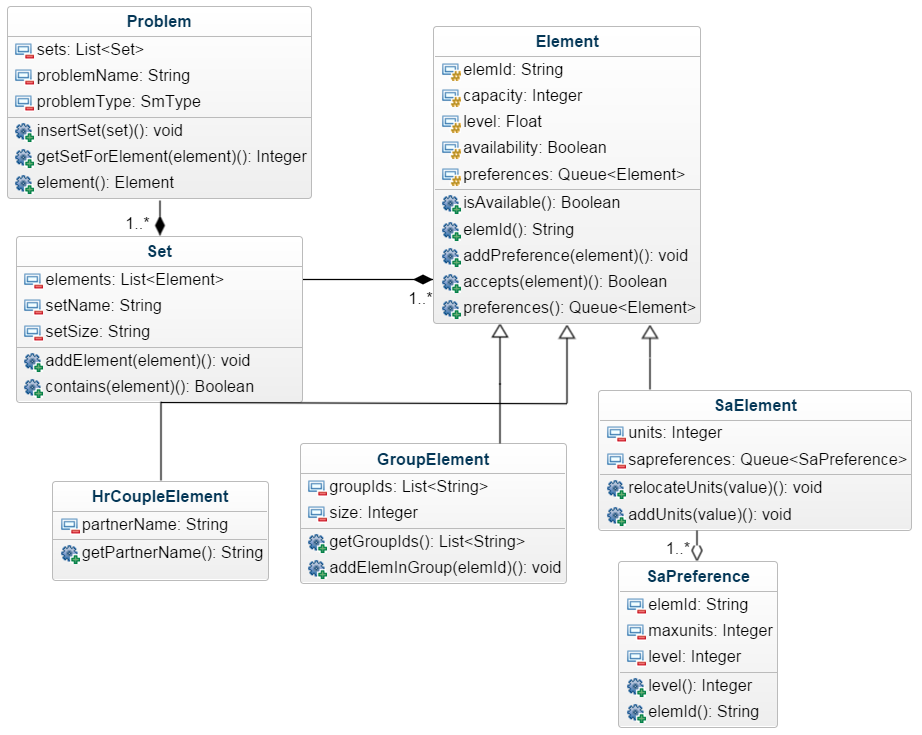 Problem
sets: List<Set>
problemName: String
problemType: SmType
insertSet(set)(): void
getSetForElement(element)(): Integer
element(): Element
1..*
Set
elements: List<Element>
setName: String
setSize: String
addElement(element)(): void
contains(element)(): Boolean
1..*
Element
elemId: String
capacity: Integer
level: Float
availability: Boolean
preferences: Queue<Element>
isAvailable(): Boolean
elemId(): String
addPreference(element)(): void
accepts(element)(): Boolean
preferences(): Queue<Element>
HrCoupleElement
partnerName: String
getPartnerName(): String
GroupElement
groupIds: List<String>
size: Integer
getGroupIds(): List<String>
addElemInGroup(elemId)(): void
SaElement
units: Integer
sapreferences: Queue<SaPreference>
relocateUnits(value)(): void
addUnits(value)(): void
1..*
SaPreference
elemId: String
maxunits: Integer
level: Integer
level(): Integer
elemId(): String